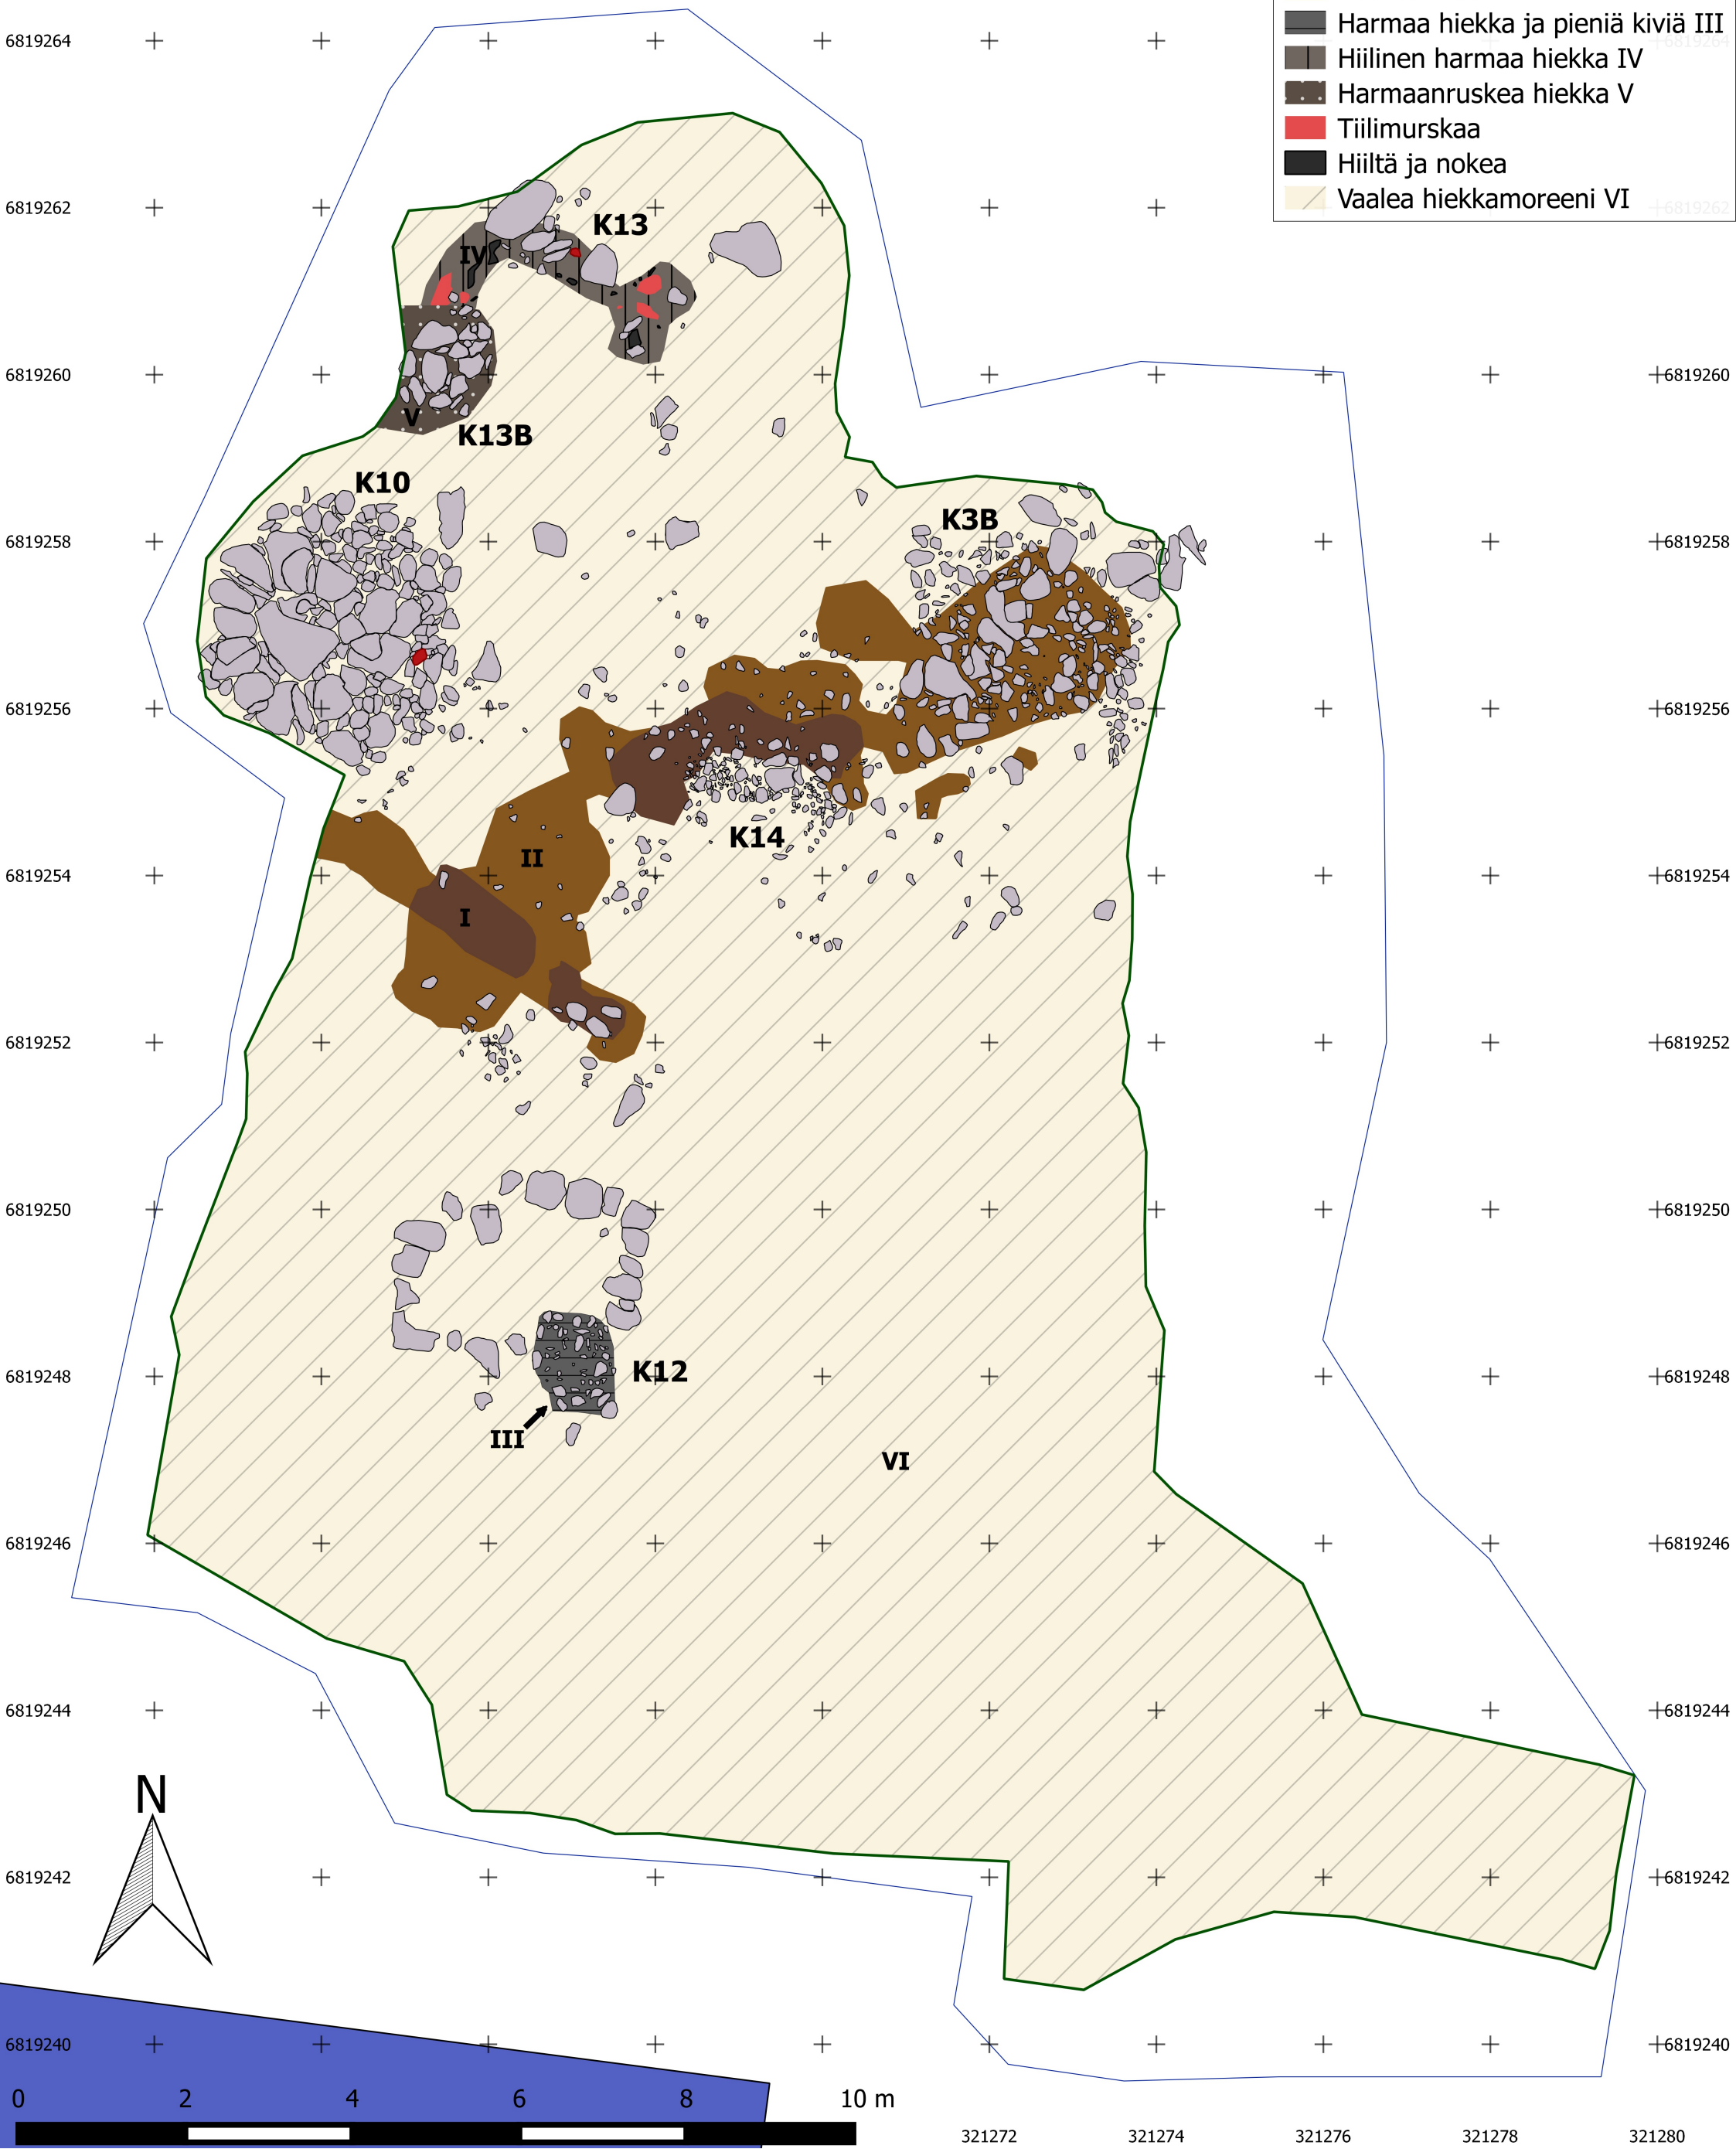 Harmaa hiekka ja pieniä kiviä III
Hiilinen harmaa hiekka IV
Harmaanruskea hiekka V
Tiilimurskaa
Hiiltä ja nokea
Vaalea hiekkamoreeni VI
6819264
6819264
6819262
6819262
K13
IV
6819260
6819260
V
K13B
K10
K3B
6819258
6819258
6819256
6819256
K14
II
6819254
6819254
I
6819252
6819252
6819250
6819250
K12
6819248
6819248
III
VI
6819246
6819246
6819244
6819244
N
6819242
6819242
6819240
6819240
0 2 4 6 8 10 m
321272 321274 321276 321278 321280